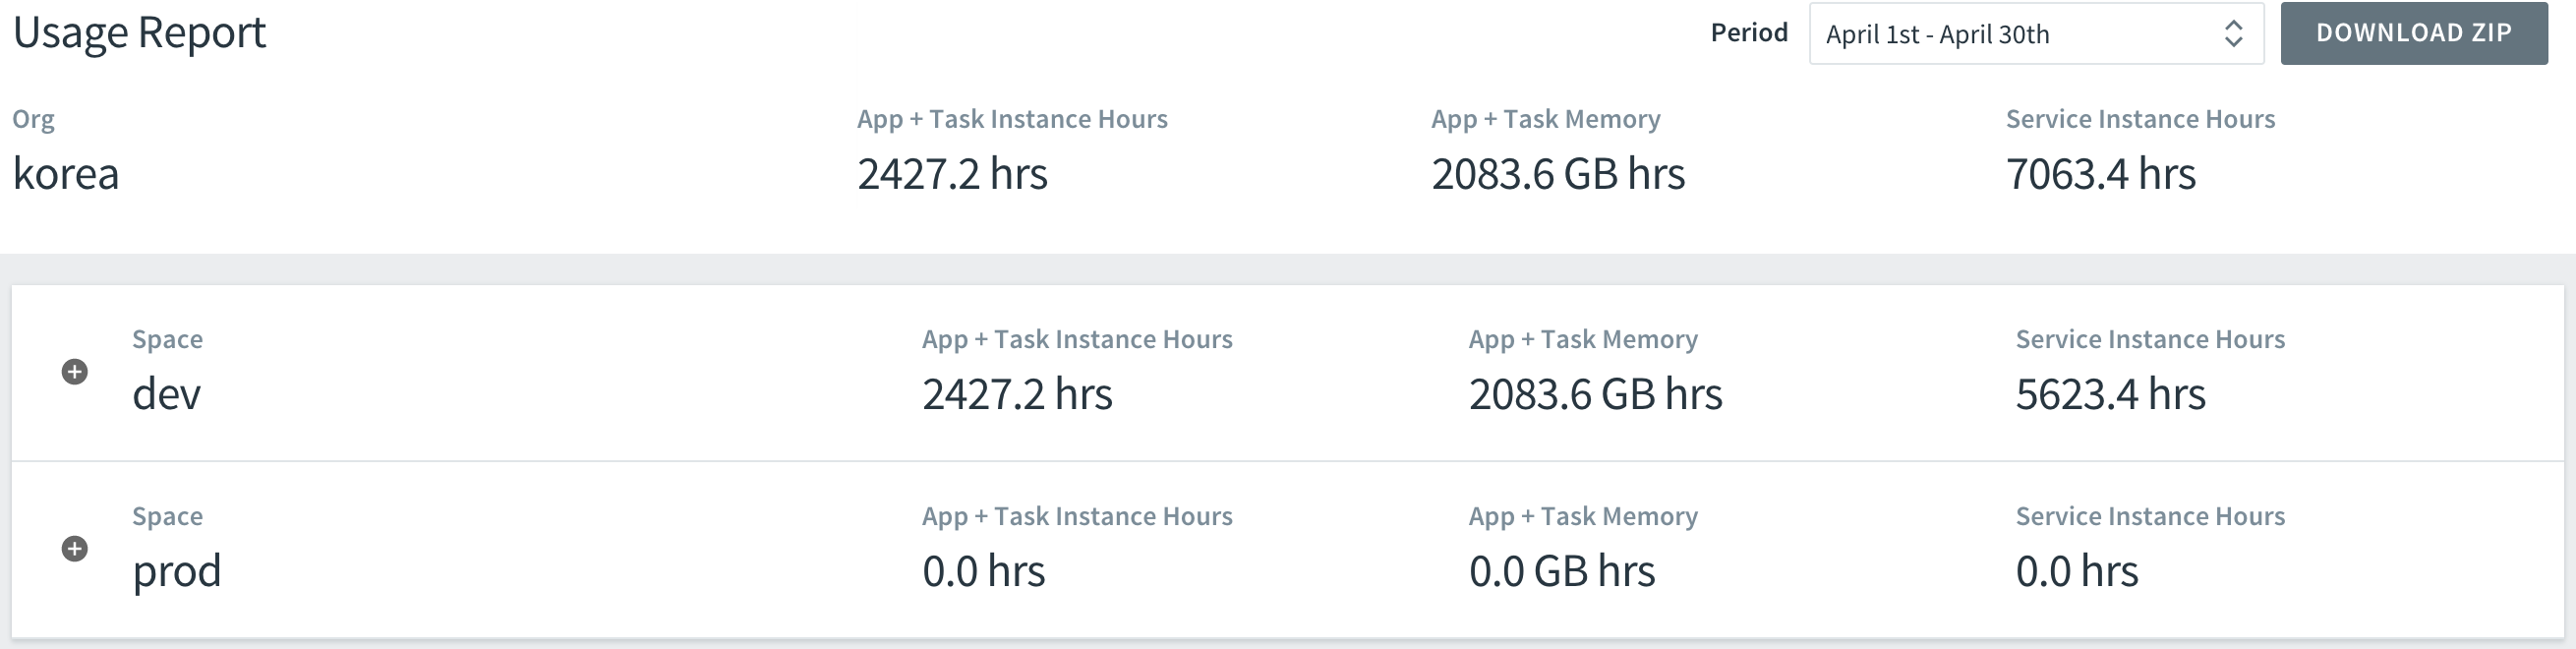 Usage Report
Period April 1st - April 30th DOWNLOAD ZIP
Org App + Task Instance Hours App + Task Memory Service Instance Hours
korea 2427.2 hrs 2083.6 GB hrs 7063.4 hrs
Space App + Task Instance Hours App + Task Memory Service Instance Hours
dev 2427.2 hrs 2083.6 GB hrs 5623.4 hrs
Space App + Task Instance Hours App + Task Memory Service Instance Hours
prod 0.0 hrs 0.0 GB hrs 0.0 hrs